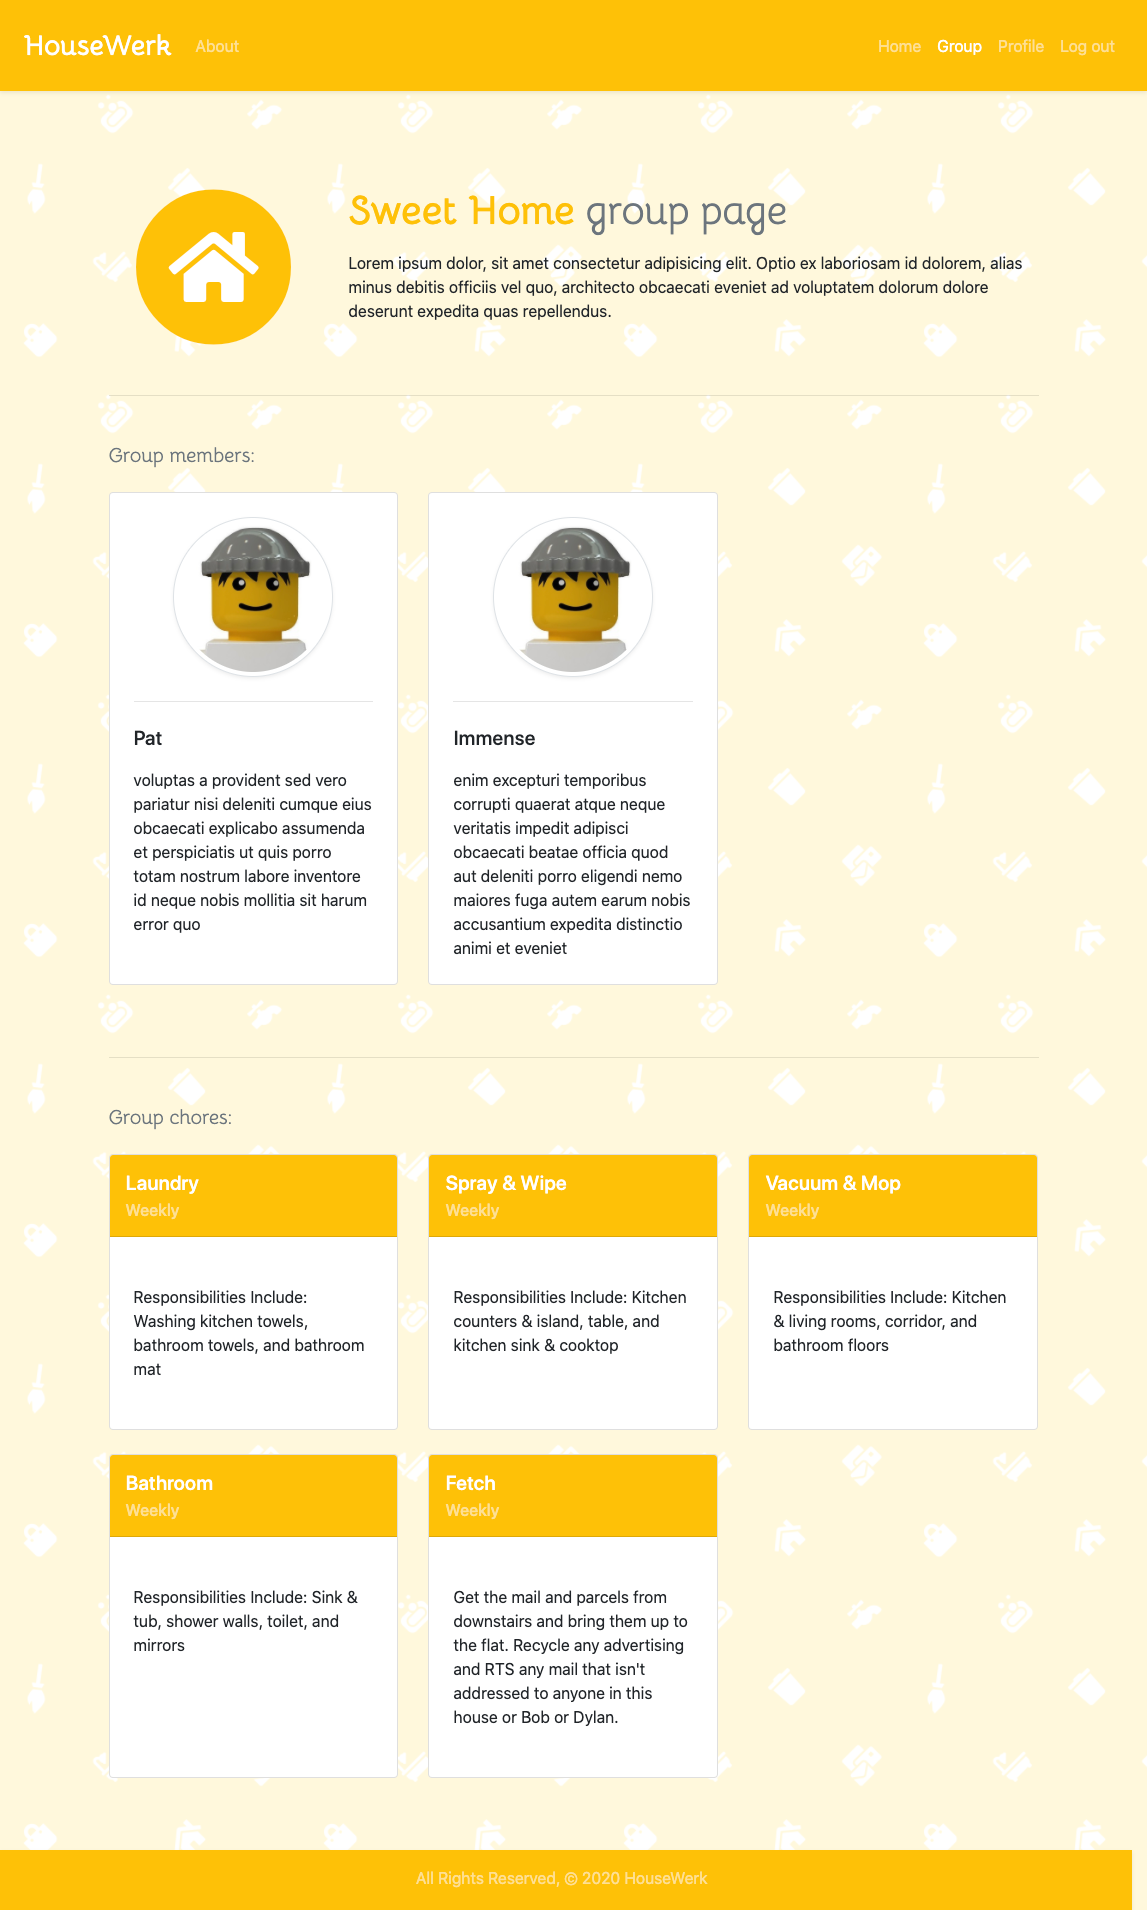 HouseWerk About Home Group Profile Log out
Sweet Home group page
Lorem ipsum dolor, sit amet consectetur adipisicing elit. Optio ex laboriosam id dolorem, alias
minus debitis officiis vel quo, architecto obcaecati eveniet ad voluptatem dolorum dolore
deserunt expedita quas repellendus.
Group members:
Pat
voluptas a provident sed vero
pariatur nisi deleniti cumque eius
obcaecati explicabo assumenda
et perspiciatis ut quis porro
totam nostrum labore inventore
id neque nobis mollitia sit harum
error quo
Immense
enim excepturi temporibus
corrupti quaerat atque neque
veritatis impedit adipisci
obcaecati beatae officia quod
aut deleniti porro eligendi nemo
maiores fuga autem earum nobis
accusantium expedita distinctio
animi et eveniet
Group chores:
Laundry
Weekly
Responsibilities Include:
Washing kitchen towels,
bathroom towels, and bathroom
mat
Spray & Wipe
Weekly
Responsibilities Include: Kitchen
counters & island, table, and
kitchen sink & cooktop
Vacuum & Mop
Weekly
Responsibilities Include: Kitchen
& living rooms, corridor, and
bathroom floors
Bathroom
Weekly
Responsibilities Include: Sink &
tub, shower walls, toilet, and
mirrors
Fetch
Weekly
Get the mail and parcels from
downstairs and bring them up to
the flat. Recycle any advertising
and RTS any mail that isn't
addressed to anyone in this
house or Bob or Dylan.
All Rights Reserved, © 2020 HouseWerk